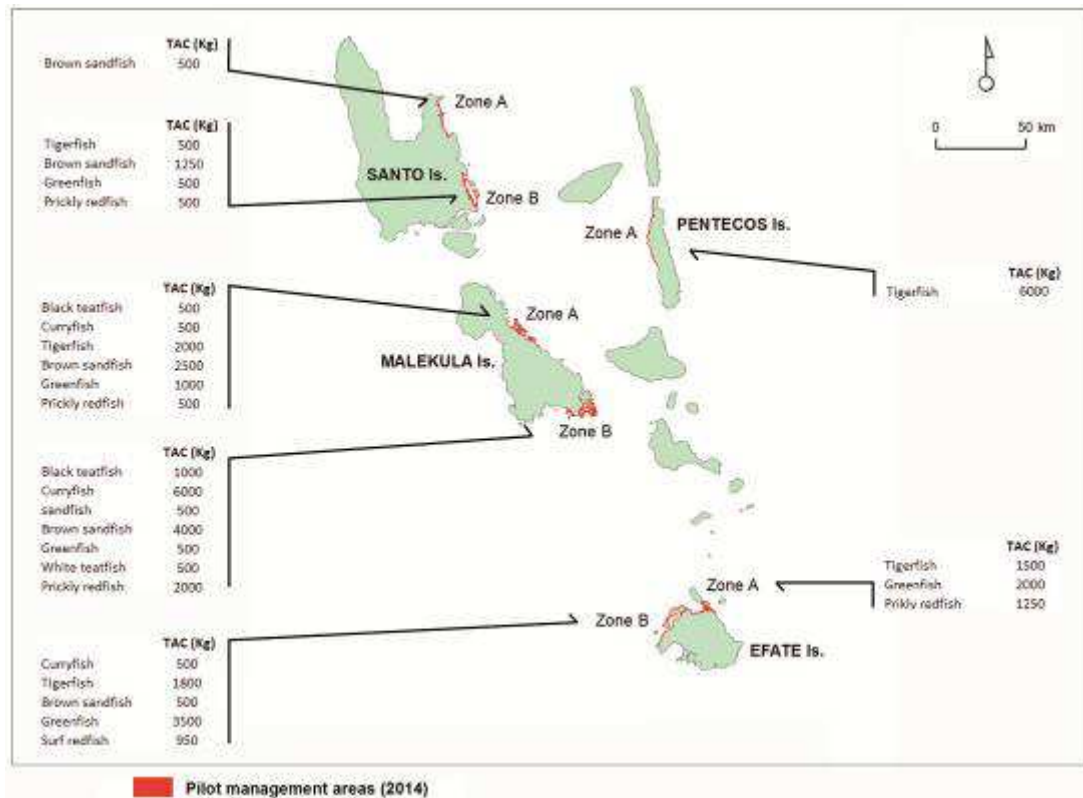 TAC (Kg)
Brown sandfish 500
Zone A
TAC (Kg)
Tigerfish 500
Brown sandfish 1250
Greenfish 500
Prickly redfish 500
SANTO Is.
Zone B
0 50 km
Zone A
PENTECOS Is.
TAC (Kg)
Tigerfish 6000
TAC (Kg)
Black teatfish 500
Curryfish 500
Tigerfish 2000
Brown sandfish 2500
Greenfish 1000
Prickly redfish 500
Zone A
MALEKULA Is.
Zone B
TAC (Kg)
Black teatfish 1000
Curryfish 6000
sandfish 500
Brown sandfish 4000
Greenfish 500
White teatfish 500
Prickly redfish 2000
TAC (Kg)
Tigerfish 1500
Greenfish 2000
Prikly radfish 1250
Zone A
Zone B
EFATE Is.
TAC (Kg)
Curryfish 500
Tigerfish 1800
Brown sandfish 500
Greenfish 3500
Surf redfish 950
Pilot management areas (2014)